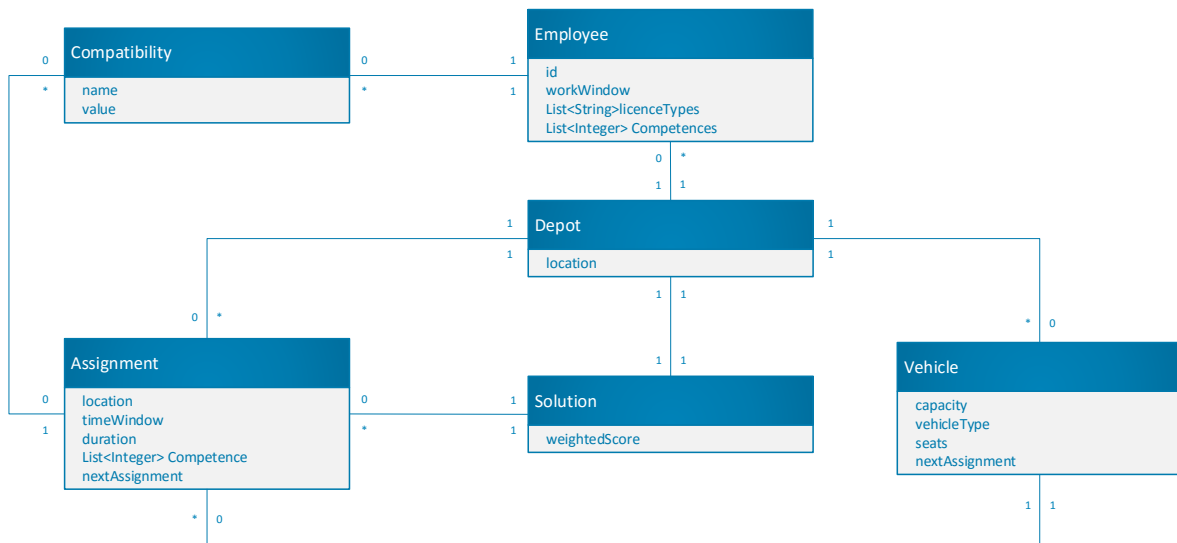 Compatibility
name
value
0
*
0
*
1
1
Employee
id
workWindow
List<String>licenceTypes
List<Integer> Competences
0 *
1 1
Depot
location
1
1
0 *
1
1
* 0
1 1
1 1
Assignment
location
timeWindow
duration
List<Integer> Competence
nextAssignment
0
1
0
*
1
1
* 0
Solution
weightedScore
Vehicle
capacity
vehicleType
seats
nextAssignment
1 1